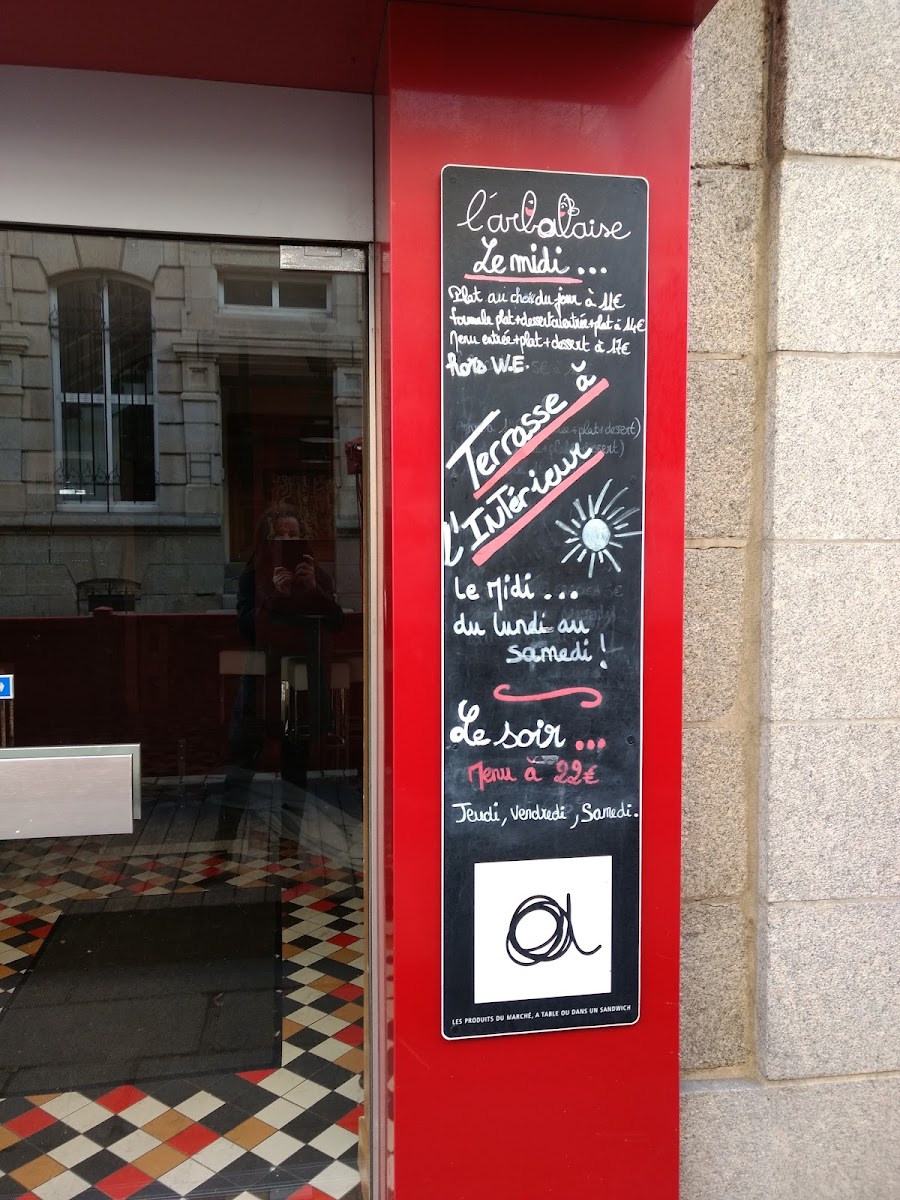 l'arbalaise
Le midi...
Plat au choix du jour à 11€
formule plat+dessert ou entrée+plat à 14€
Menu entrée+plat+dessert à 17€
hors W.E.
Terrasse à
l'Intérieur
Le Midi ...
du lundi au
samedi !
Le soir ...
Menu à 22€
Jeudi, Vendredi, Samedi.
a
LES PRODUITS DU MARCHÉ, A TABLE OU DANS UN SANDWICH